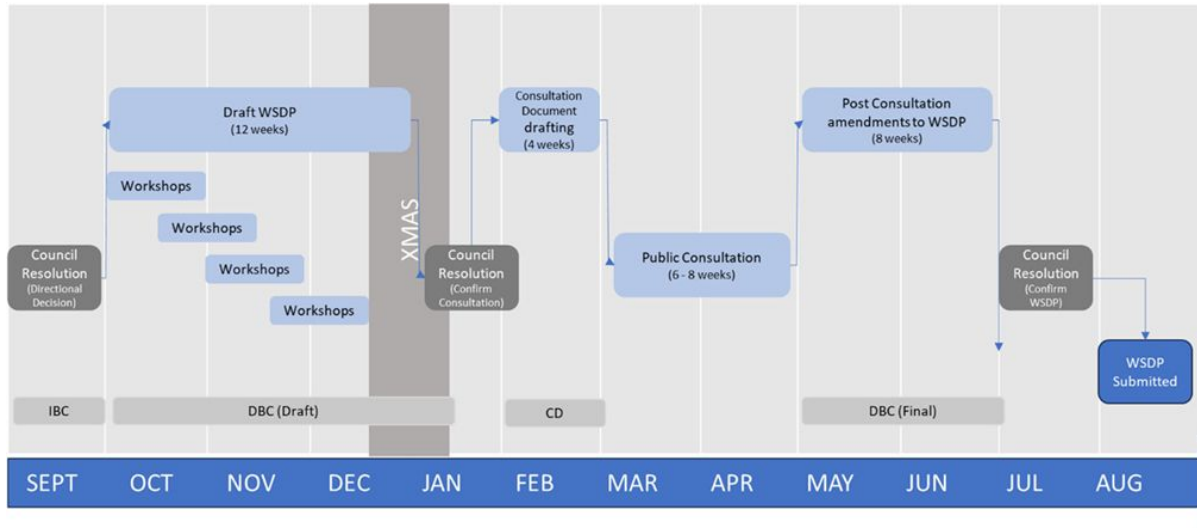 Draft WSDP
(12 weeks)
Consultation
Document
drafting
(4 weeks)
Post Consultation
amendments to WSDP
(8 weeks)
Workshops
Workshops
Workshops
Workshops
XMAS
Council
Resolution
(Directional
Decision)
Council
Resolution
(Confirm
Consultation)
Public Consultation
(6 - 8 weeks)
Council
Resolution
(Confirm
WSDP)
WSDP
Submitted
IBC
DBC (Draft)
CD
DBC (Final)
SEPT
OCT
NOV
DEC
JAN
FEB
MAR
APR
MAY
JUN
JUL
AUG